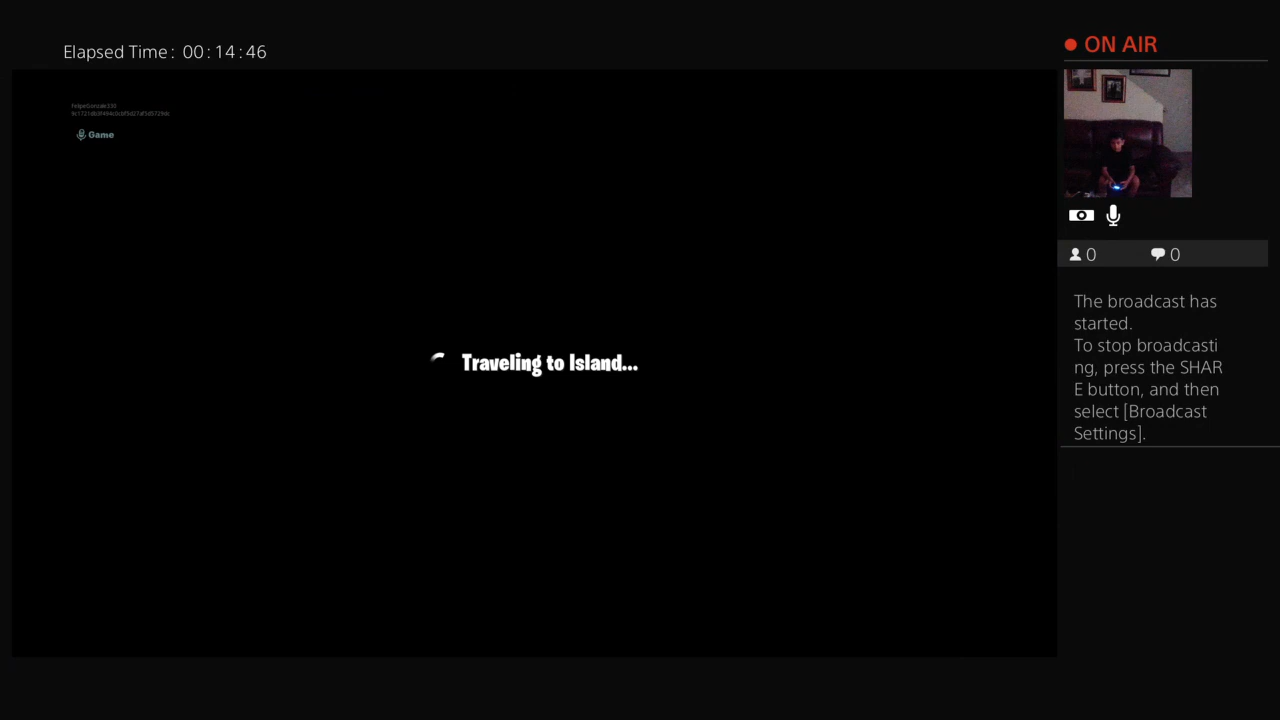 Elapsed Time: 00:14:46
ON AIR
Game
0 0
Traveling to Island...
The broadcast has
started.
To stop broadcasti
ng, press the SHAR
E button, and then
select [Broadcast
Settings].